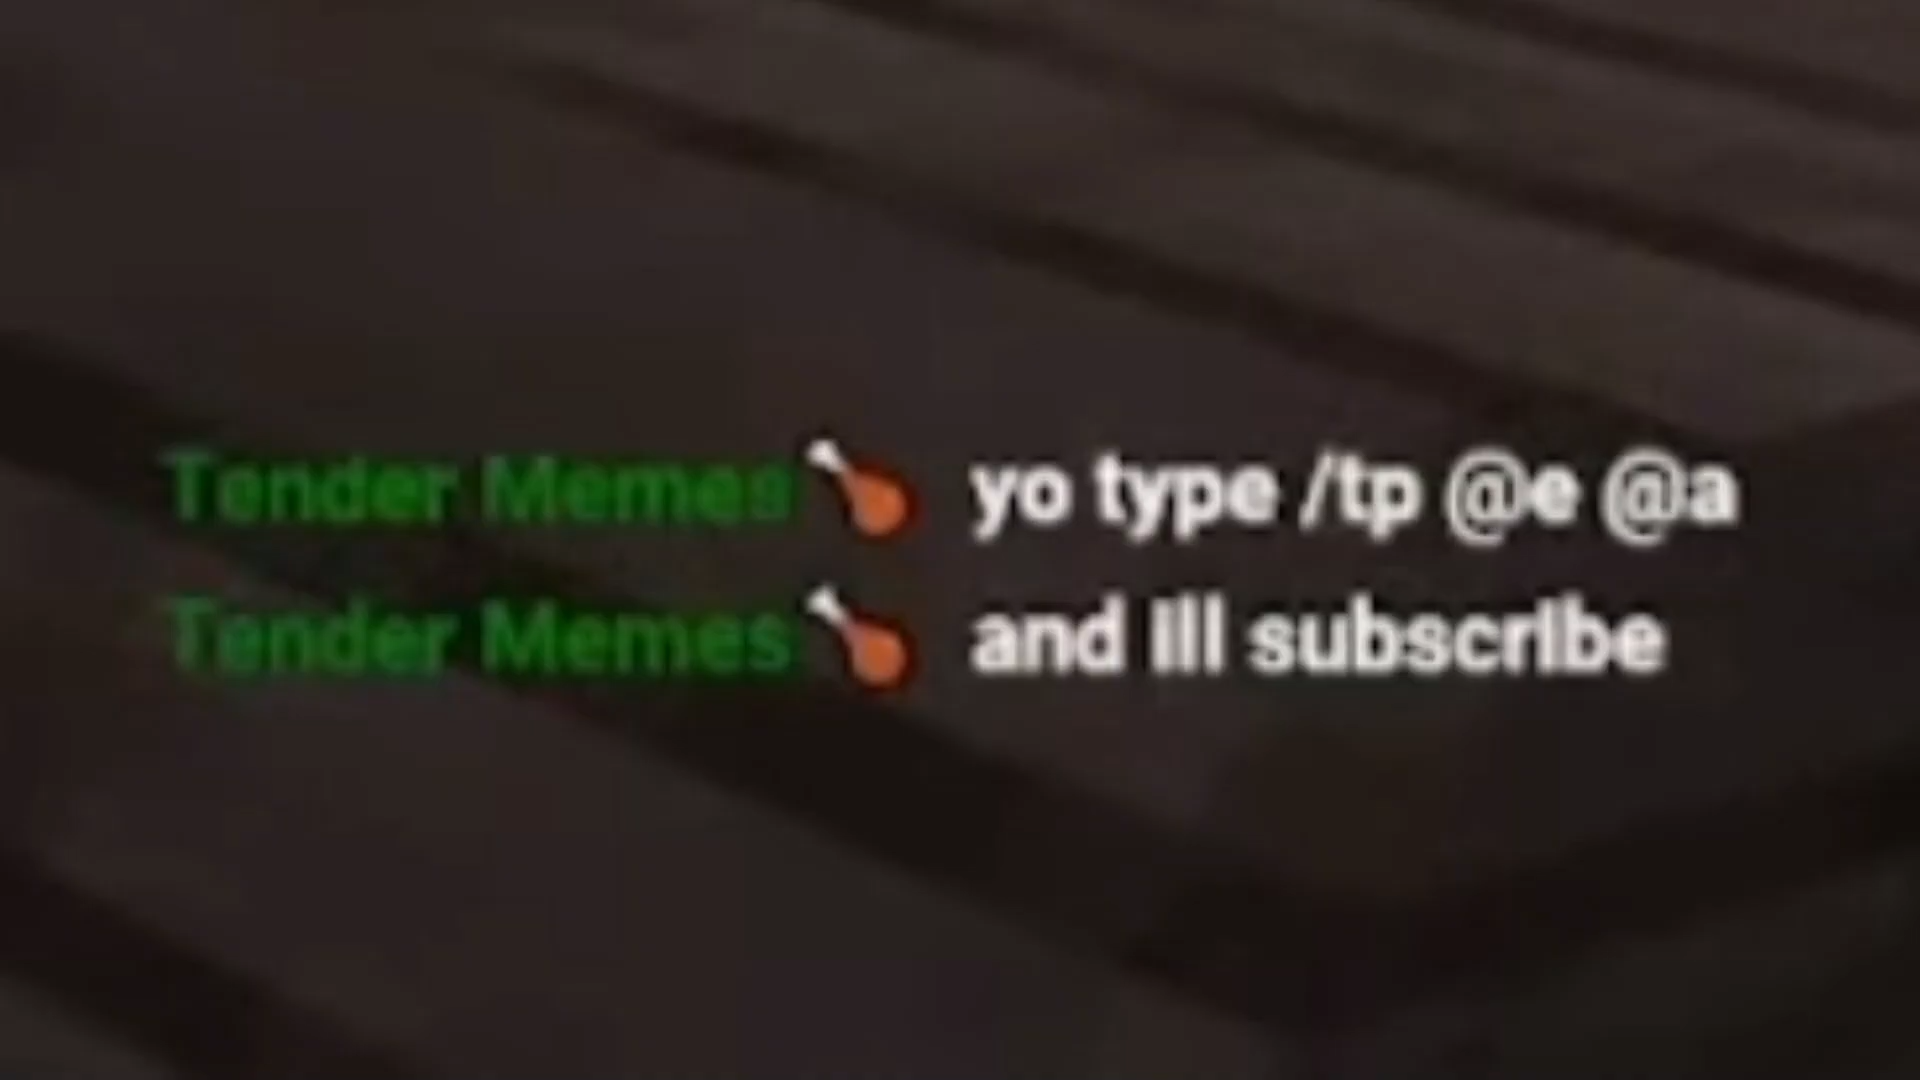 Tender Memes🍗 yo type /tp @e @a
Tender Memes🍗 and Ill subscribe